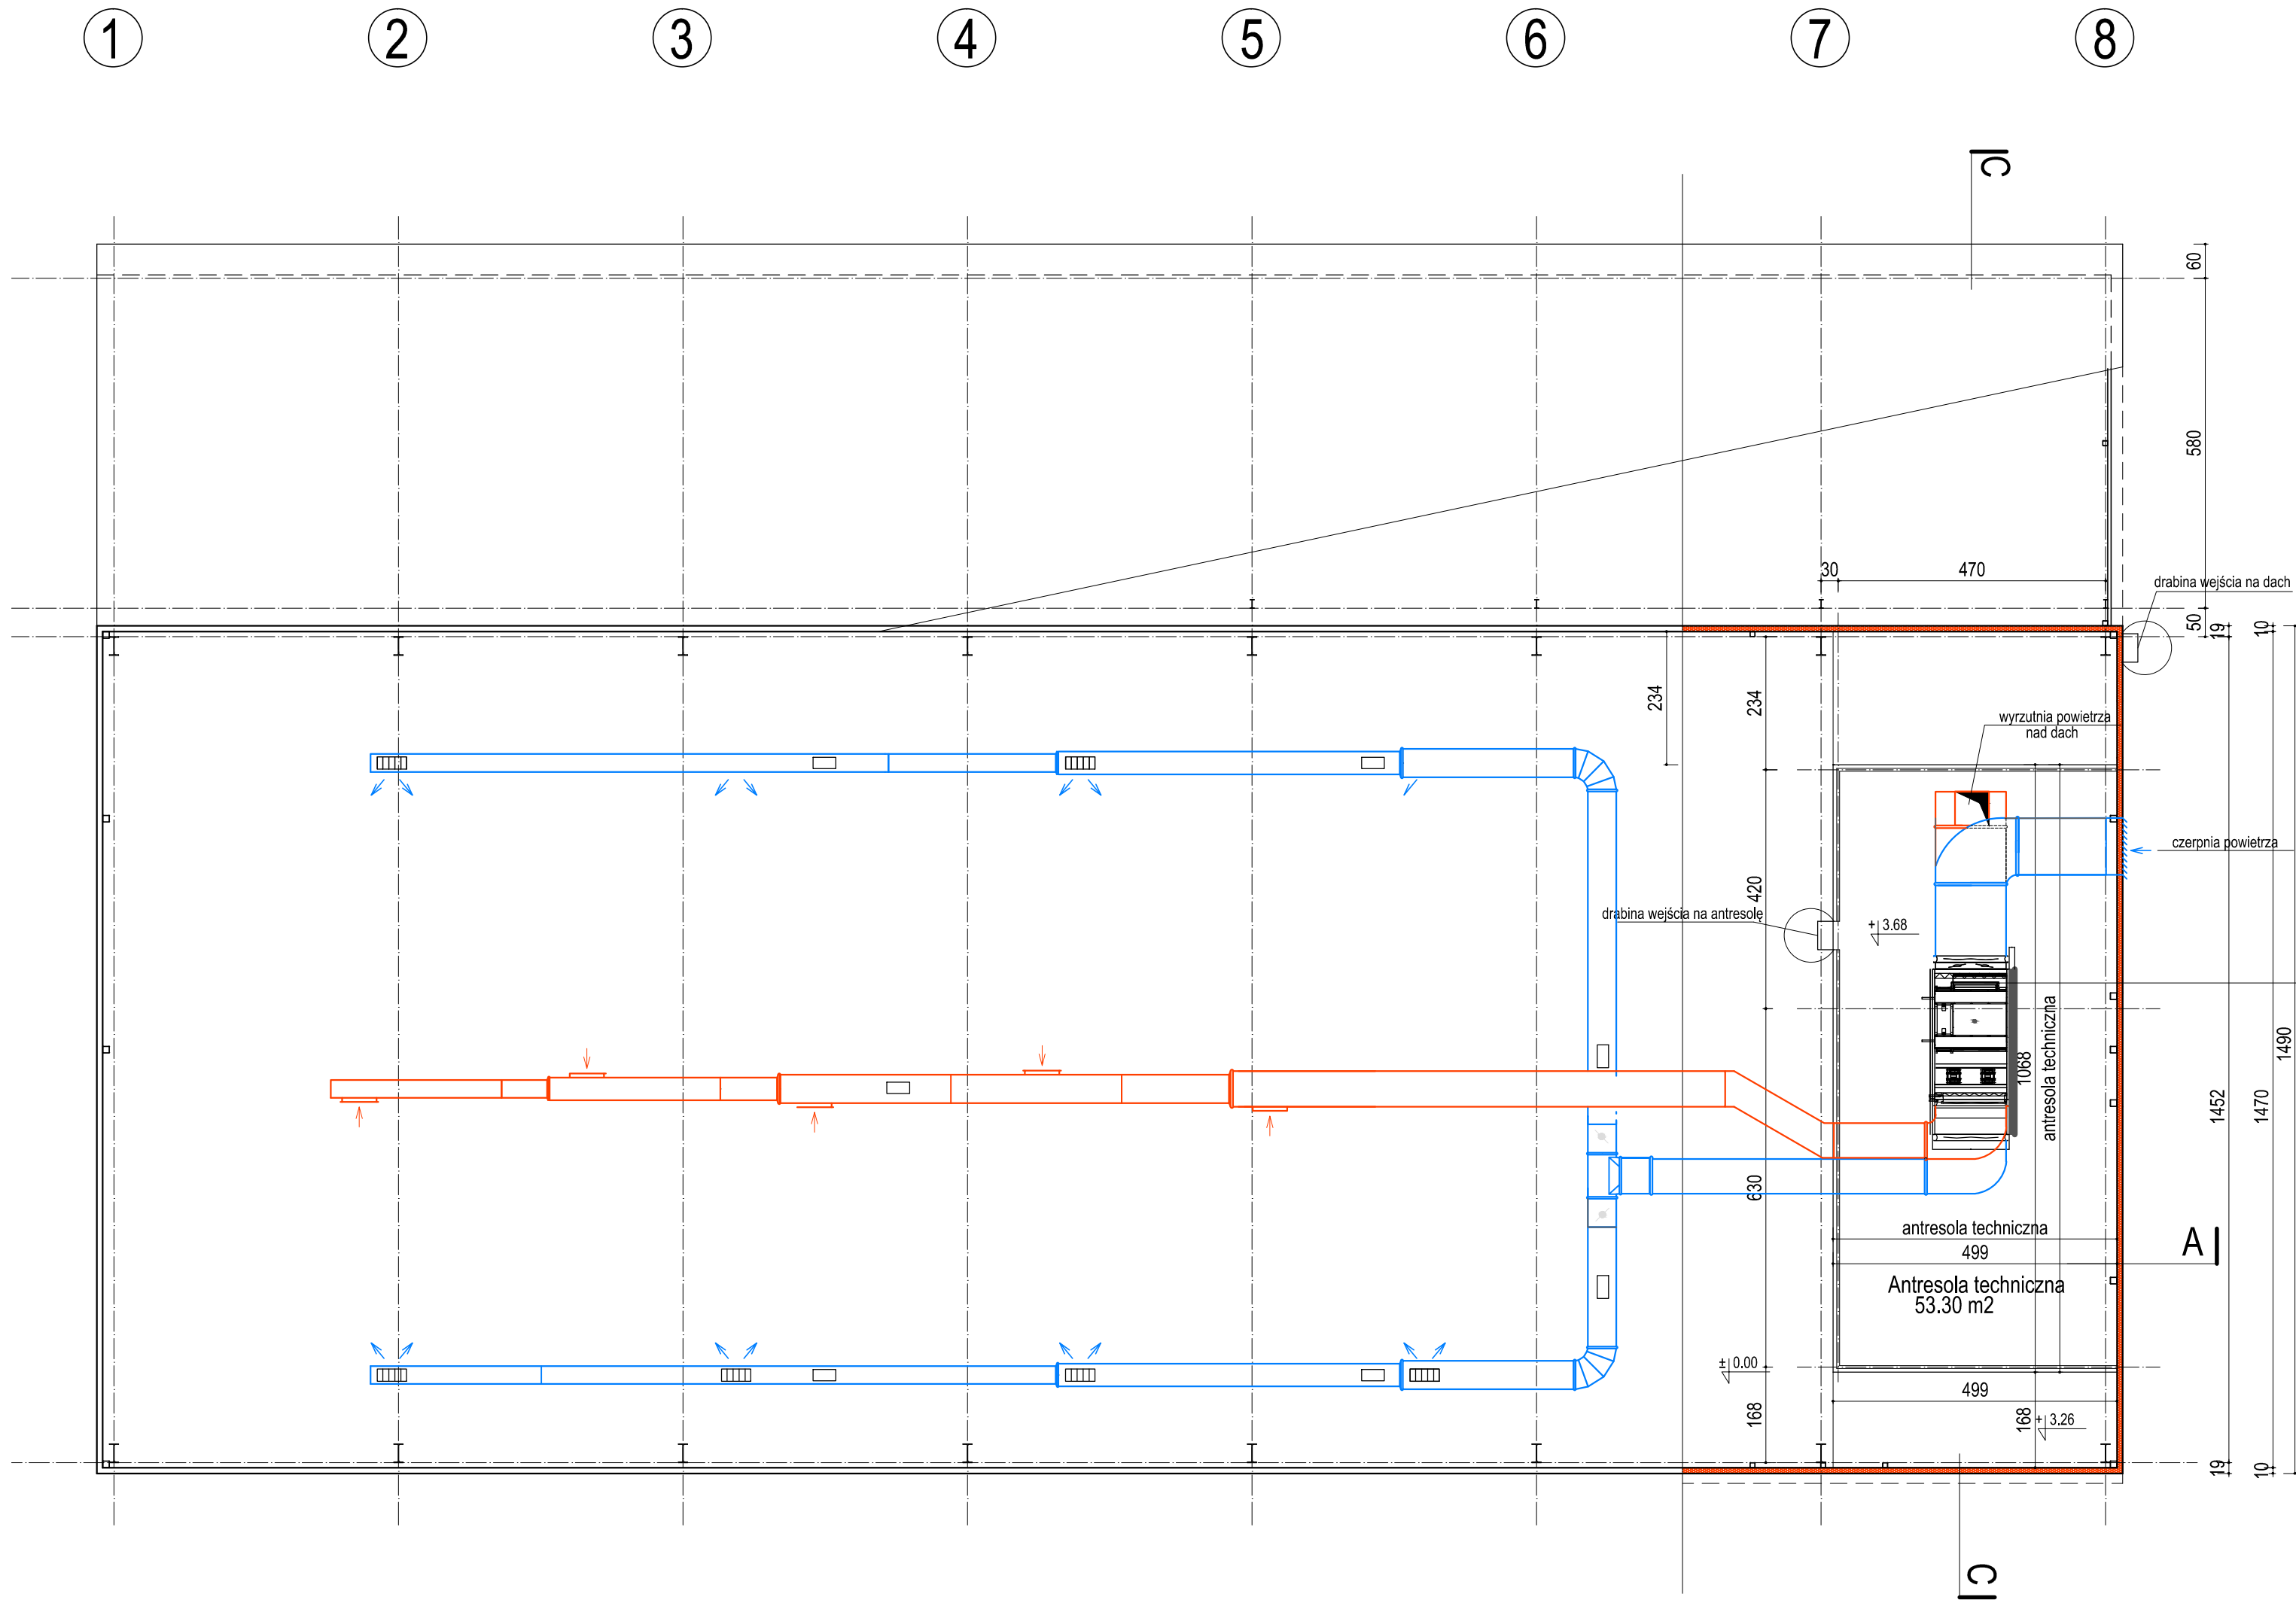 1
2
3
4
5
6
7
8
C
60
580
30
470
drabina wejścia na dach
50
19
10
234
234
wyrzutnia powietrza
nad dach
czerpnia powietrza
420
drabina wejścia na antresolę
+ 3.68
antresola techniczna
1068
1490
1452
1470
630
antresola techniczna
499
A
Antresola techniczna
53.30 m2
± 0.00
499
168
168
+ 3.26
19
10
C